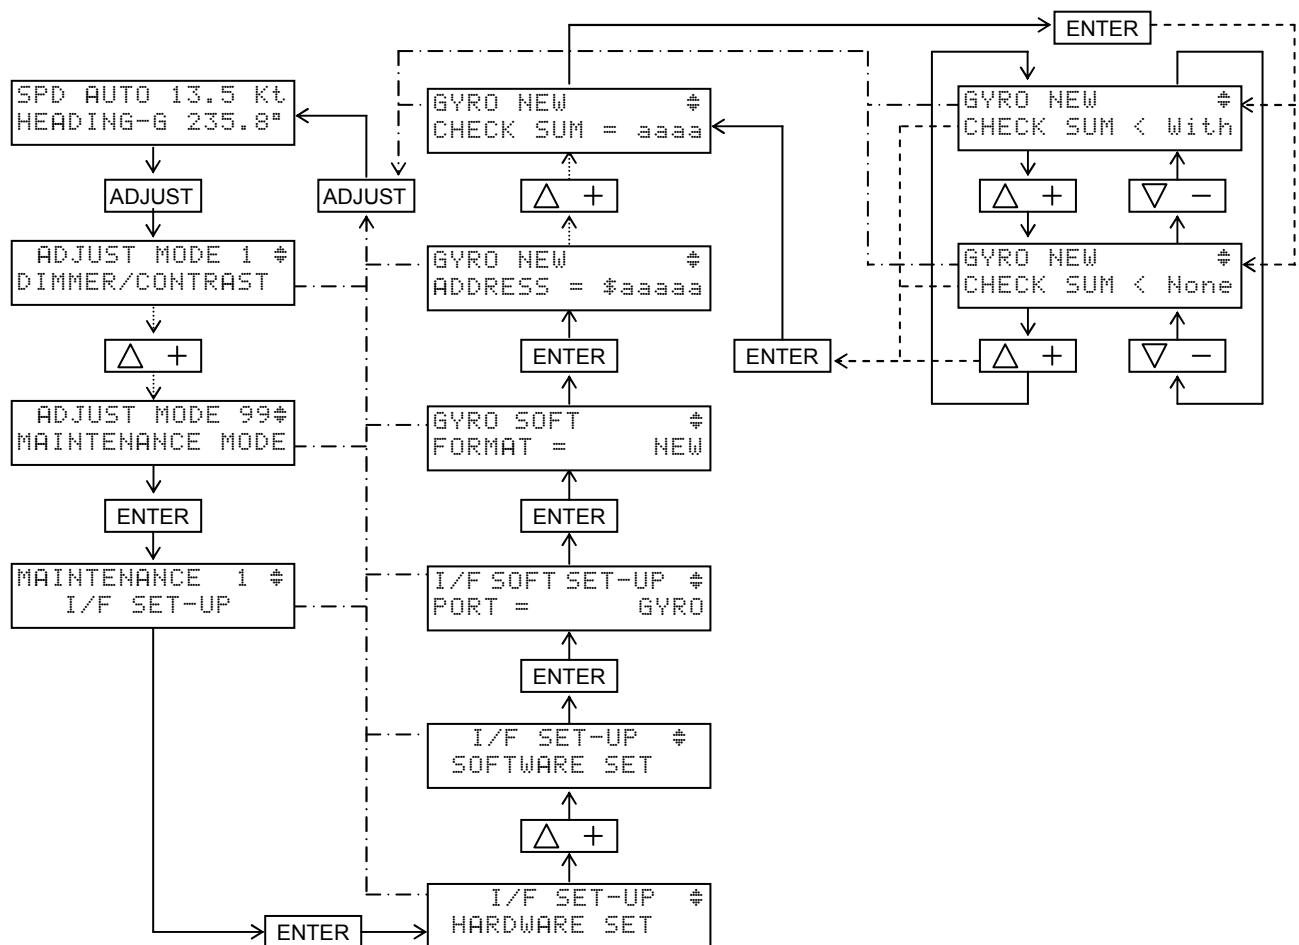 SPD AUTO 13.5 Kt
HEADING-G 235.8°
ADJUST
ADJUST MODE 1
DIMMER/CONTRAST
△ +
ADJUST MODE 99
MAINTENANCE MODE
ENTER
MAINTENANCE 1
I/F SET-UP
ENTER
ADJUST
GYRO NEW
CHECK SUM = aaaa
△ +
GYRO NEW
ADDRESS = $aaaaa
ENTER
GYRO SOFT
FORMAT = NEW
ENTER
I/F SOFT SET-UP
PORT = GYRO
ENTER
I/F SET-UP
SOFTWARE SET
△ +
I/F SET-UP
HARDWARE SET
ENTER
ENTER
GYRO NEW
CHECK SUM < With
△ +
▽ −
GYRO NEW
CHECK SUM < None
△ +
▽ −